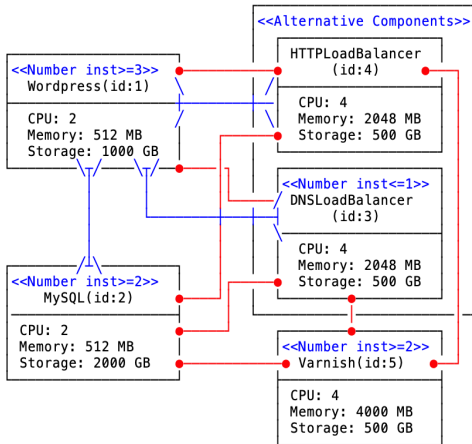 <<Alternative Components>>
<<Number inst>=3>>
Wordpress(id:1)
CPU: 2
Memory: 512 MB
Storage: 1000 GB
HTTPLoadBalancer
(id:4)
CPU: 4
Memory: 2048 MB
Storage: 500 GB
<<Number inst<=1>>
DNSLoadBalancer
(id:3)
CPU: 4
Memory: 2048 MB
Storage: 500 GB
<<Number inst>=2>>
MySQL(id:2)
CPU: 2
Memory: 512 MB
Storage: 2000 GB
<<Number inst>=2>>
Varnish(id:5)
CPU: 4
Memory: 4000 MB
Storage: 500 GB